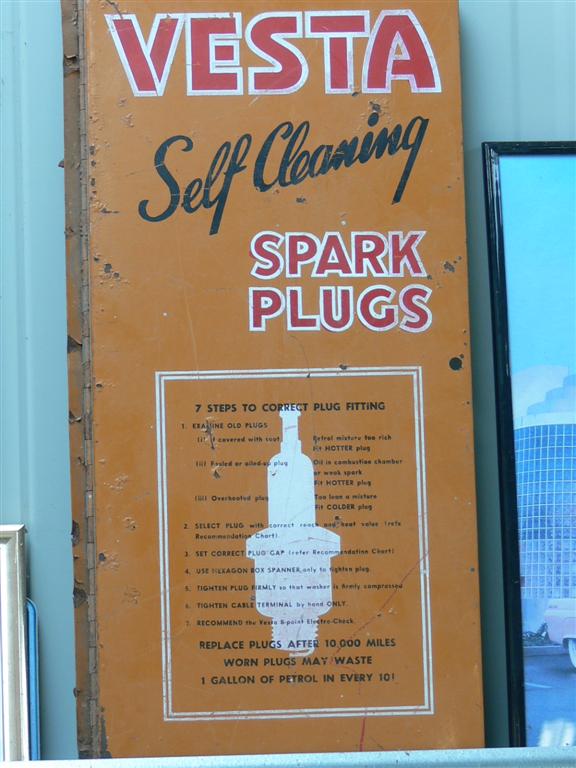 VESTA
Self Cleaning
SPARK
PLUGS
7 STEPS TO CORRECT PLUG FITTING
1. EXAMINE OLD PLUGS
(i) If covered with soot Petrol mixture too rich
Fit HOTTER plug
(ii) Fouled or oiled-up plug Oil in combustion chamber
or weak spark
Fit HOTTER plug
(iii) Overheated plug Too lean a mixture
Fit COLDER plug
2. SELECT PLUG with correct reach and heat value (refer
Recommendation Chart).
3. SET CORRECT PLUG GAP (refer Recommendation Chart)
4. USE HEXAGON BOX SPANNER only to tighten plug.
5. TIGHTEN PLUG FIRMLY so that washer is firmly compressed
6. TIGHTEN CABLE TERMINAL by hand ONLY.
7. RECOMMEND the Vesta 8-point Electro-Check.
REPLACE PLUGS AFTER 10,000 MILES
WORN PLUGS MAY WASTE
1 GALLON OF PETROL IN EVERY 10!